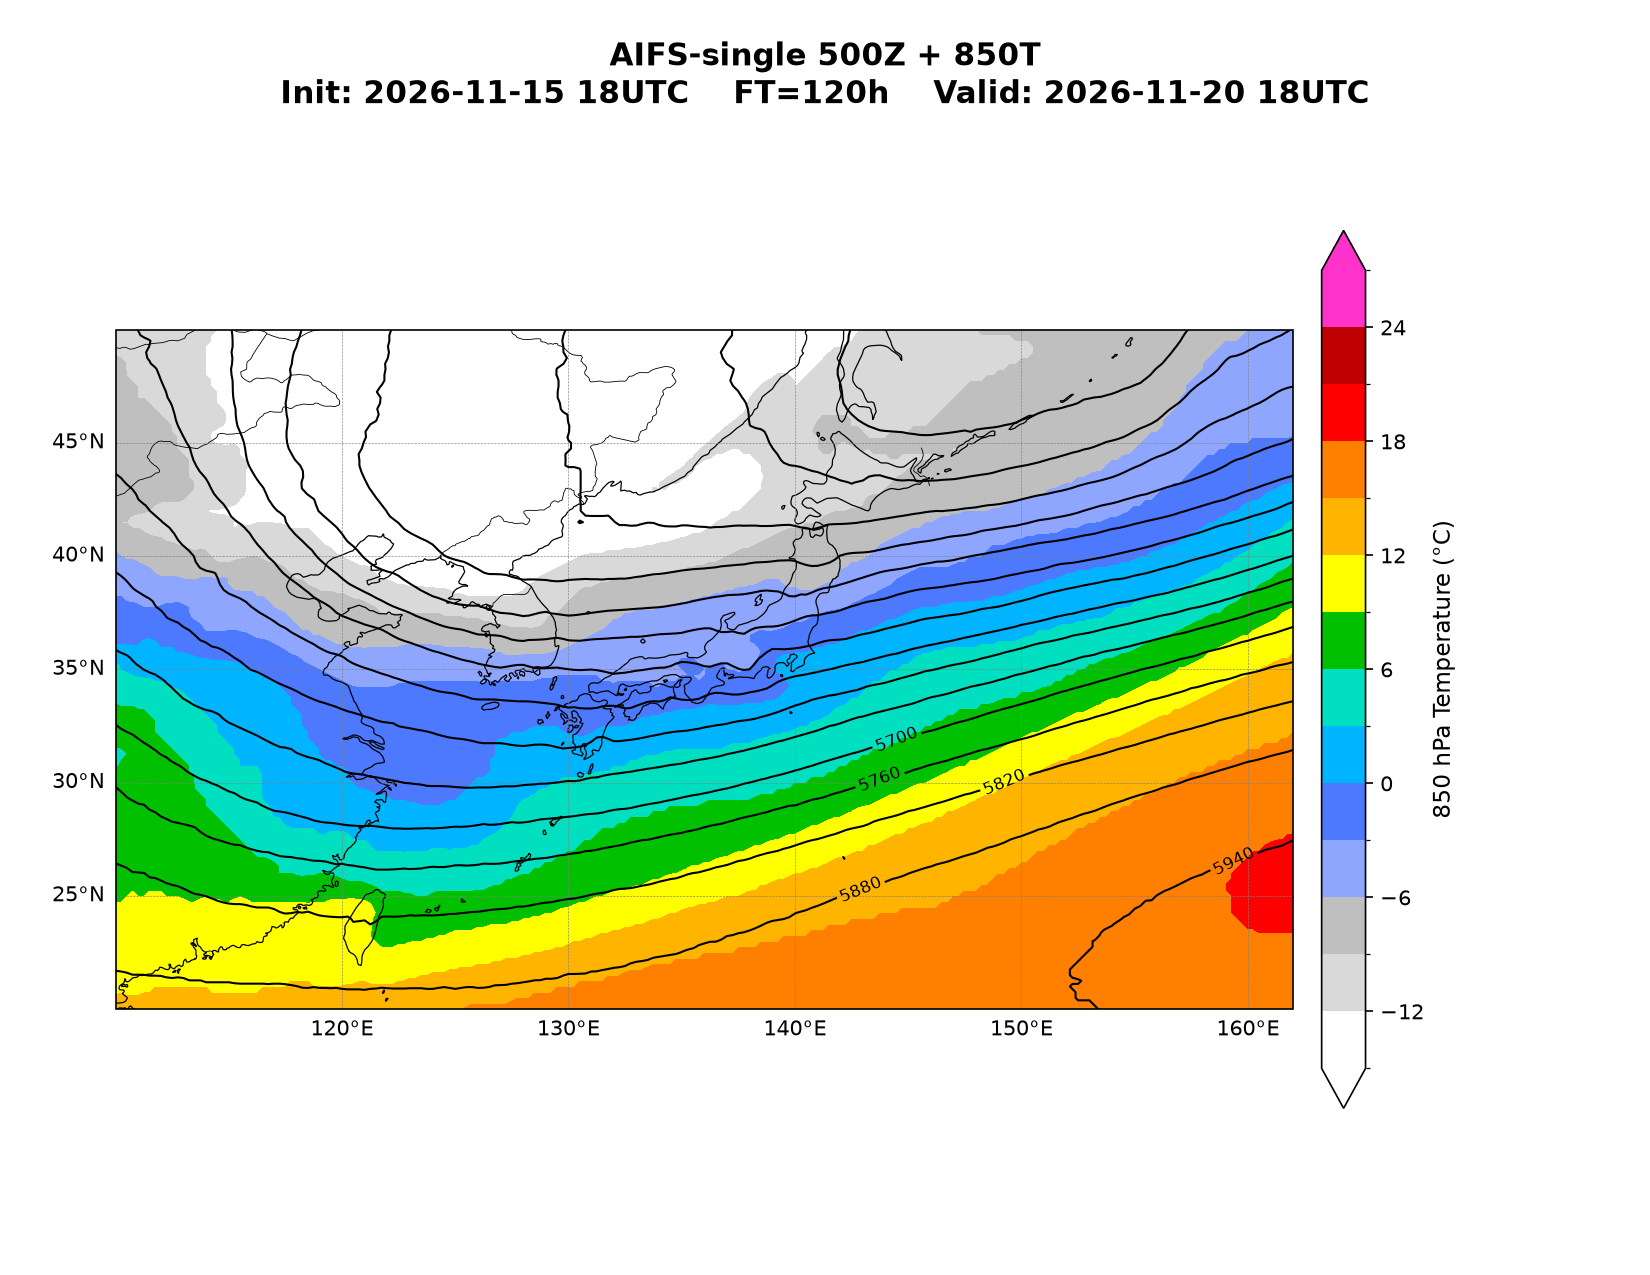 AIFS-single 500Z + 850T
Init: 2026-11-15 18UTC    FT=120h    Valid: 2026-11-20 18UTC
24
18
12
6
0
−6
−12
850 hPa Temperature (°C)
45°N
40°N
35°N
30°N
25°N
5700
5760
5820
5880
5940
120°E
130°E
140°E
150°E
160°E